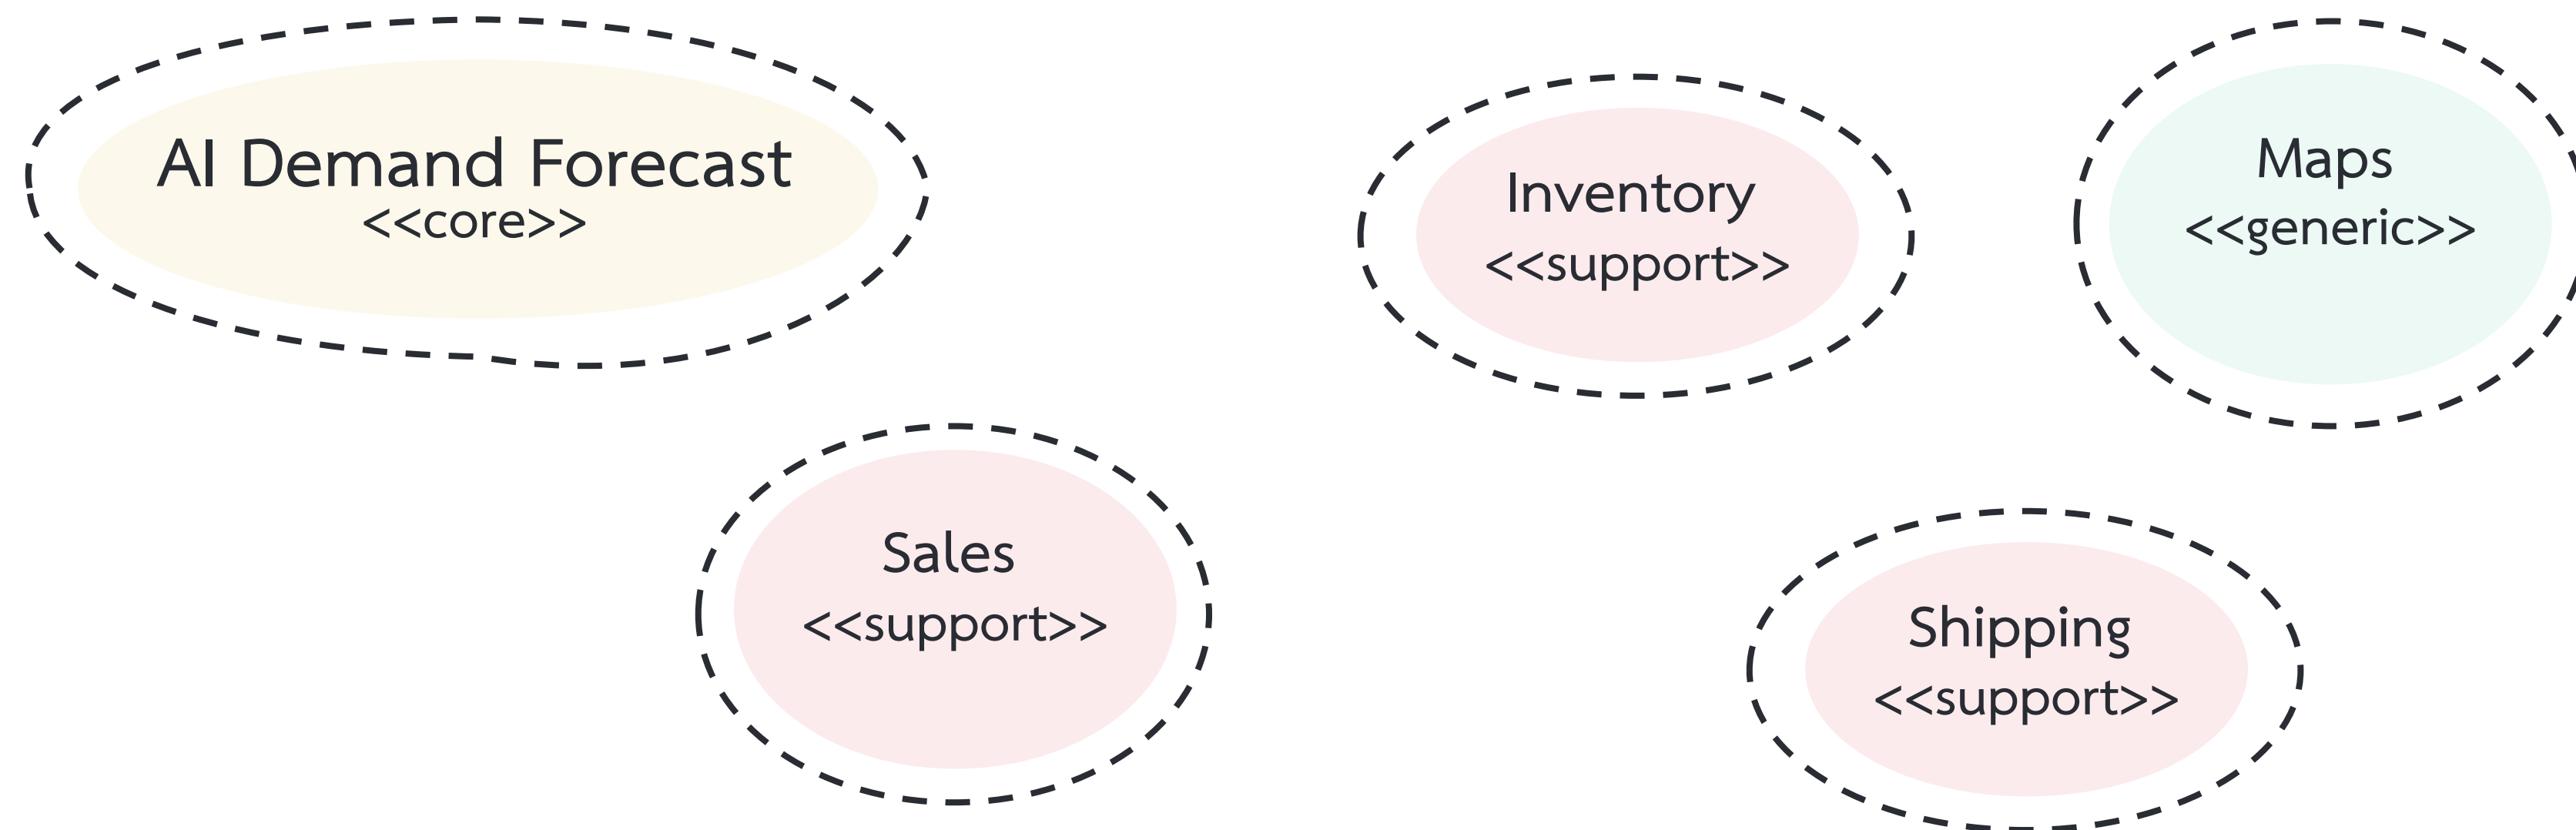 AI Demand Forecast
<<core>>
Inventory
<<support>>
Maps
<<generic>>
Sales
<<support>>
Shipping
<<support>>